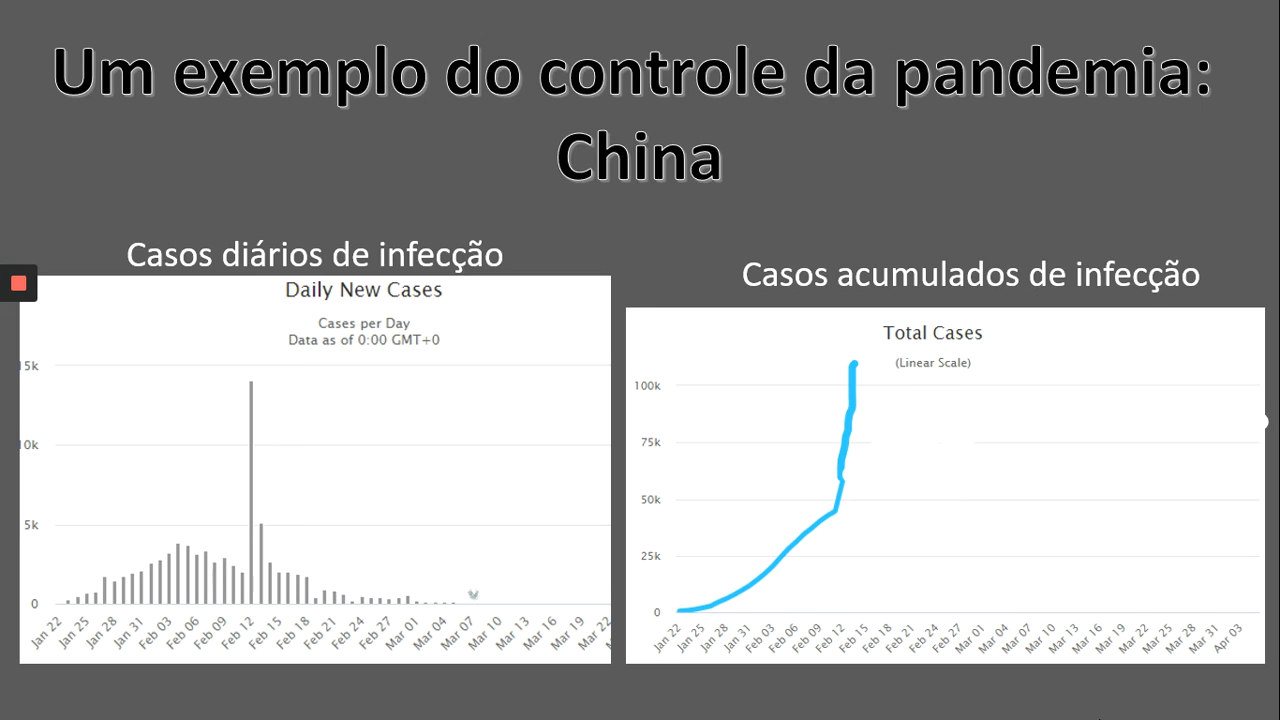 Um exemplo do controle da pandemia:
China
Casos diários de infecção
Casos acumulados de infecção
Daily New Cases
Cases per Day
Data as of 0:00 GMT+0
15k
10k
5k
0
Jan 22
Jan 25
Jan 28
Jan 31
Feb 03
Feb 06
Feb 09
Feb 12
Feb 15
Feb 18
Feb 21
Feb 24
Feb 27
Mar 01
Mar 04
Mar 07
Mar 10
Mar 13
Mar 16
Mar 19
Mar 22
Total Cases
(Linear Scale)
100k
75k
50k
25k
0
Jan 22
Jan 25
Jan 28
Jan 31
Feb 03
Feb 06
Feb 09
Feb 12
Feb 15
Feb 18
Feb 21
Feb 24
Feb 27
Mar 01
Mar 04
Mar 07
Mar 10
Mar 13
Mar 16
Mar 19
Mar 22
Mar 25
Mar 28
Mar 31
Apr 03